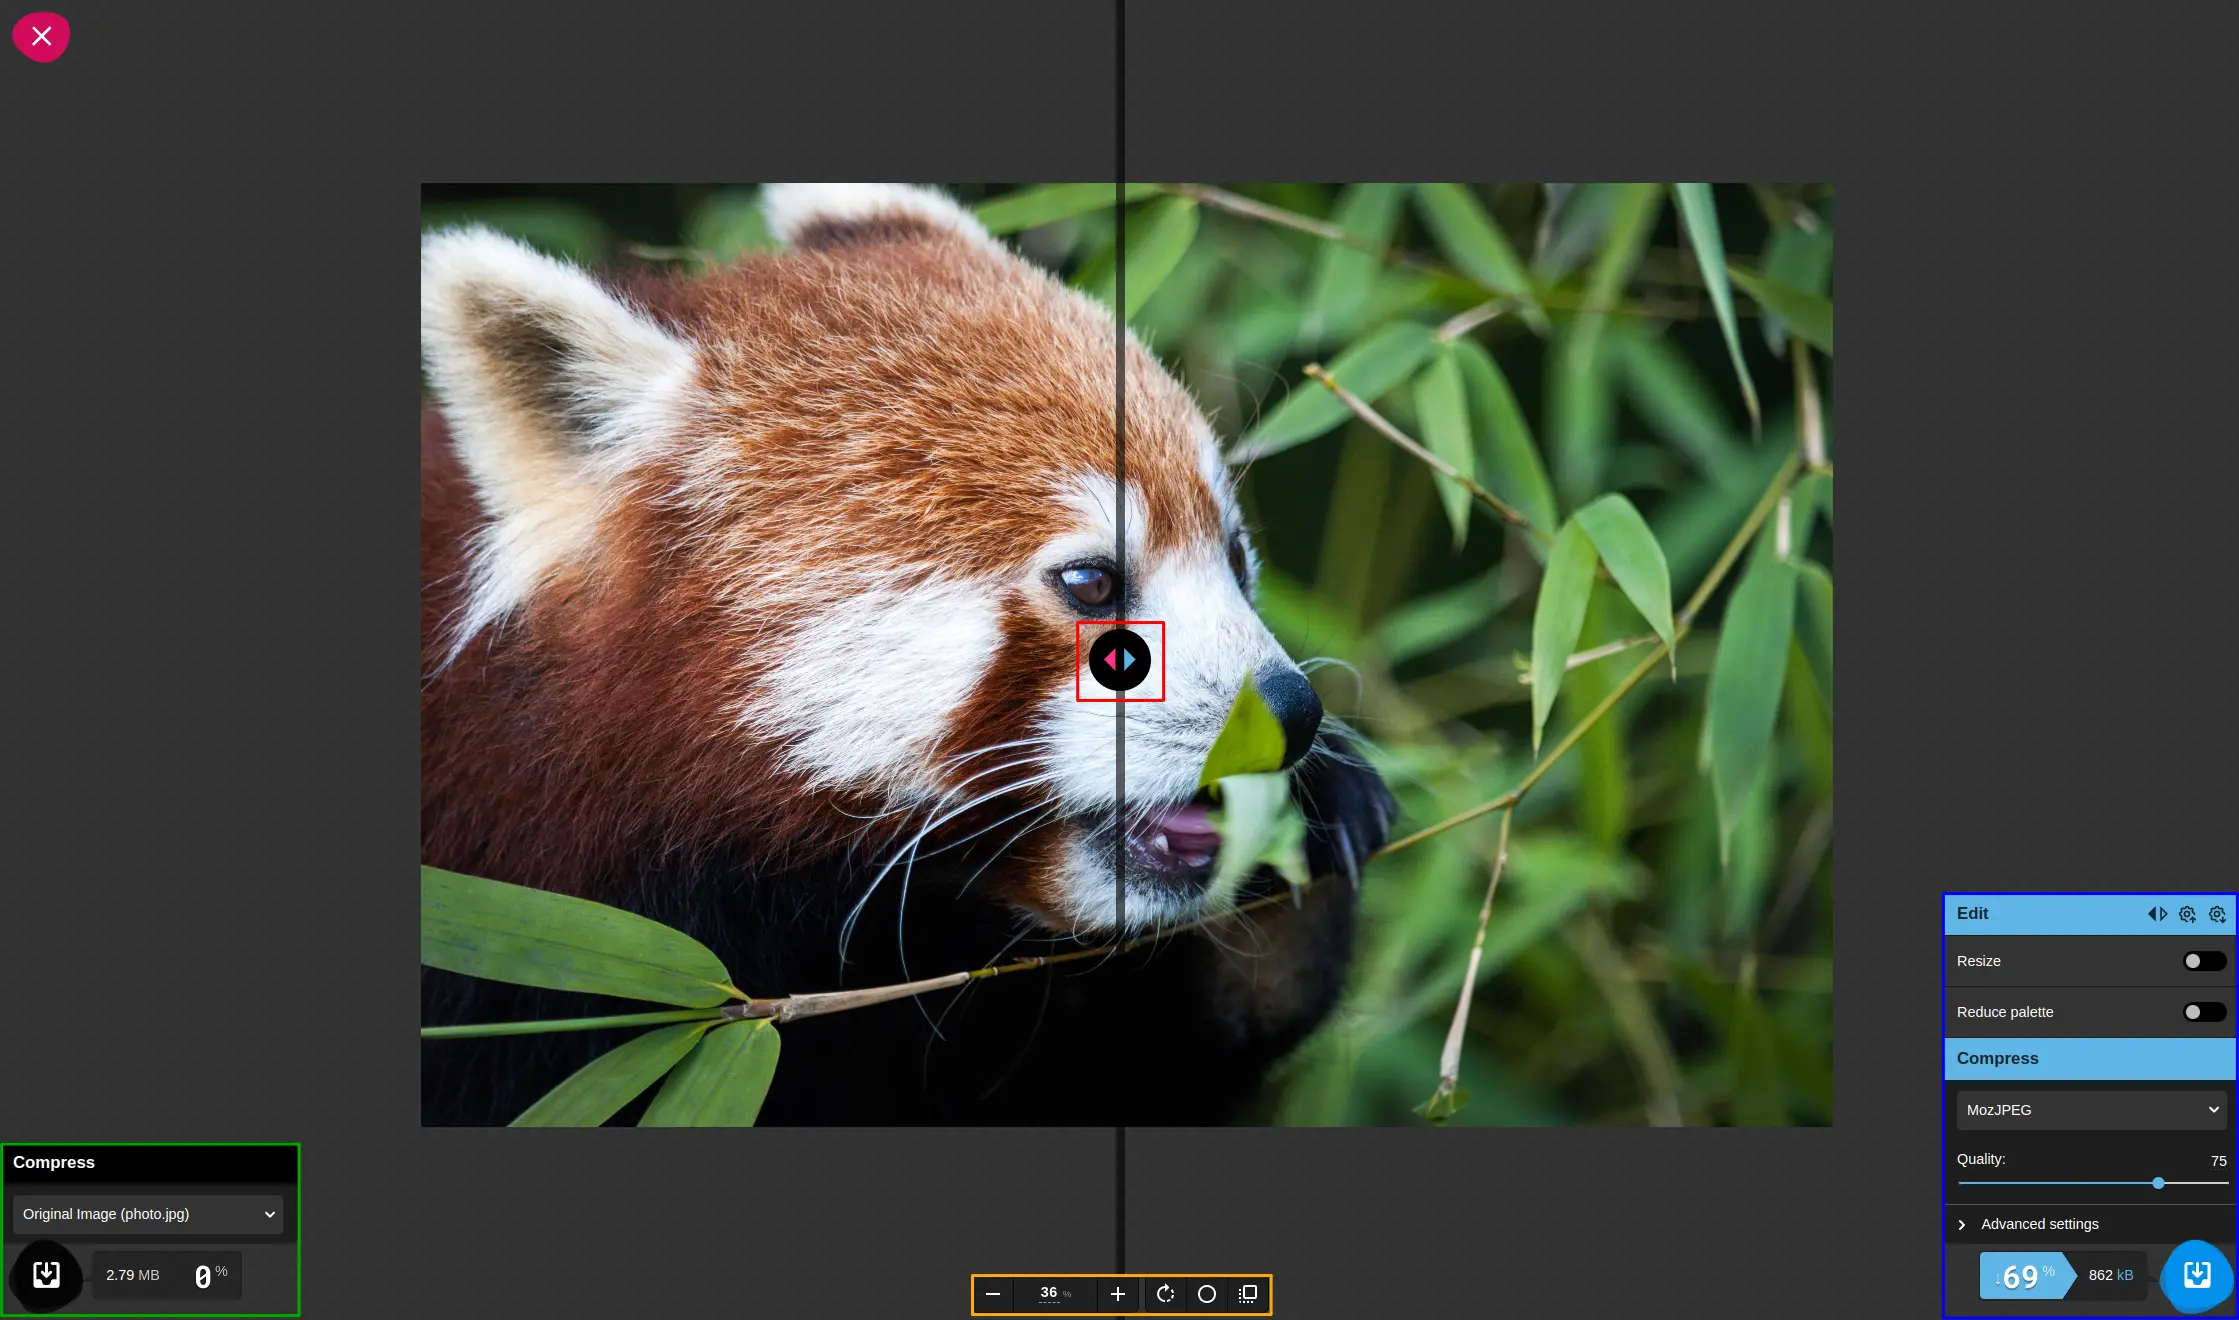 Edit
Resize
Reduce palette
Compress
MozJPEG
Quality: 75
Advanced settings
↓69 % 862 kB
Compress
Original Image (photo.jpg)
2.79 MB 0 %
36 %